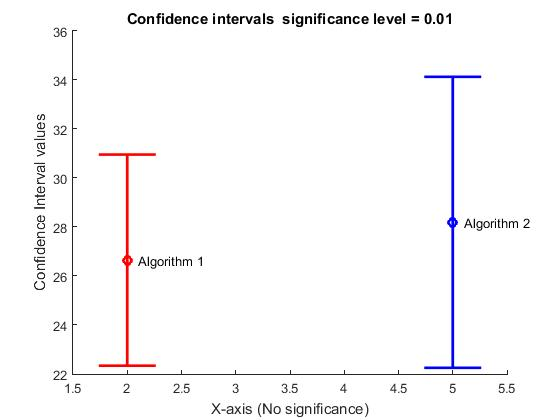 Confidence intervals  significance level = 0.01
36
34
32
30
28
26
24
22
Confidence Interval values
Algorithm 1
Algorithm 2
1.5 2 2.5 3 3.5 4 4.5 5 5.5
X-axis (No significance)